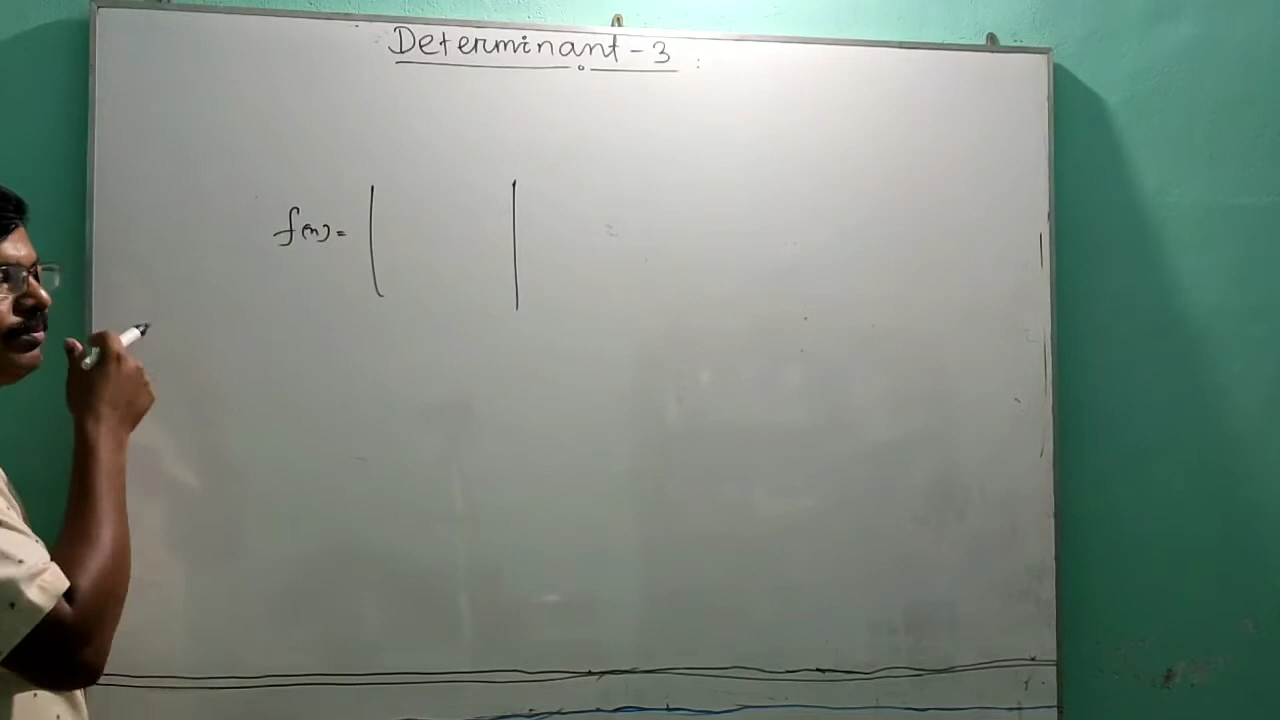 Determinant - 3
f(x) = | |